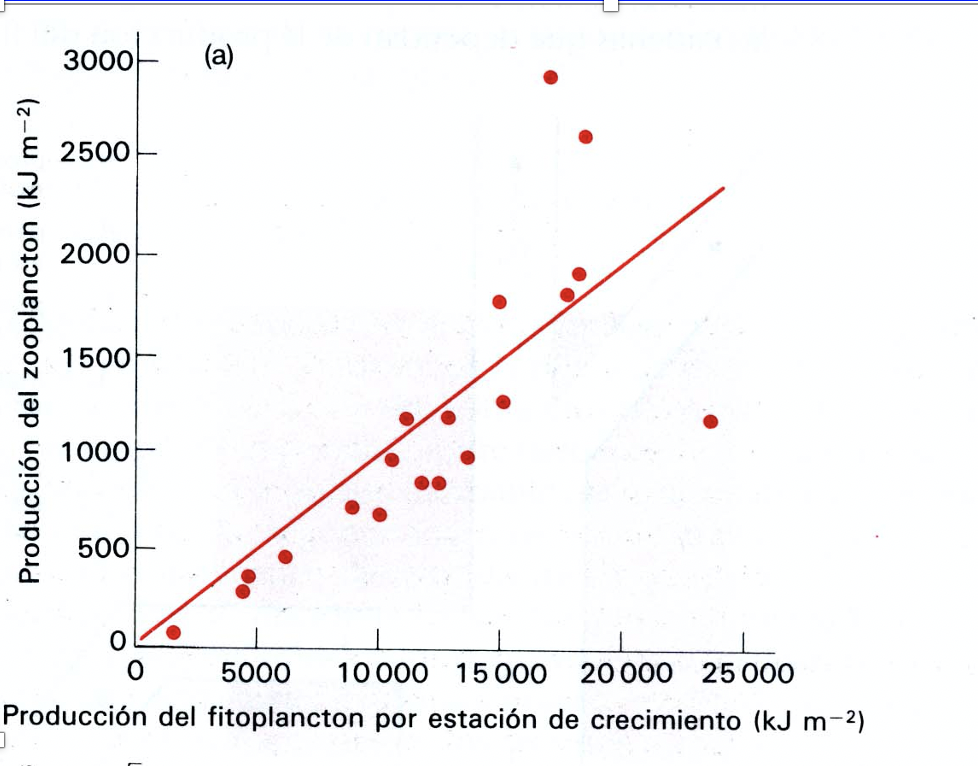 (a)
3000
2500
2000
1500
1000
500
0
Producción del zooplancton (kJ m−2)
0 5000 10 000 15 000 20 000 25 000
Producción del fitoplancton por estación de crecimiento (kJ m−2)